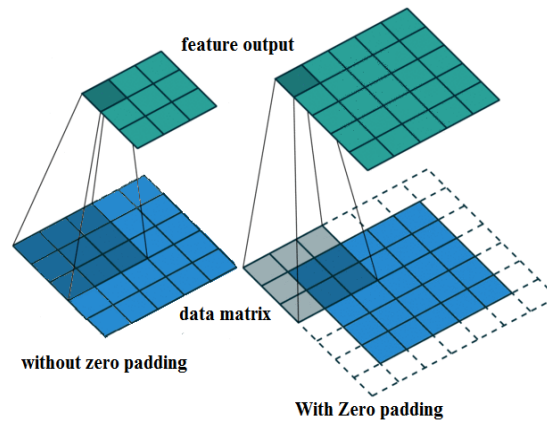 feature output
data matrix
without zero padding
With Zero padding